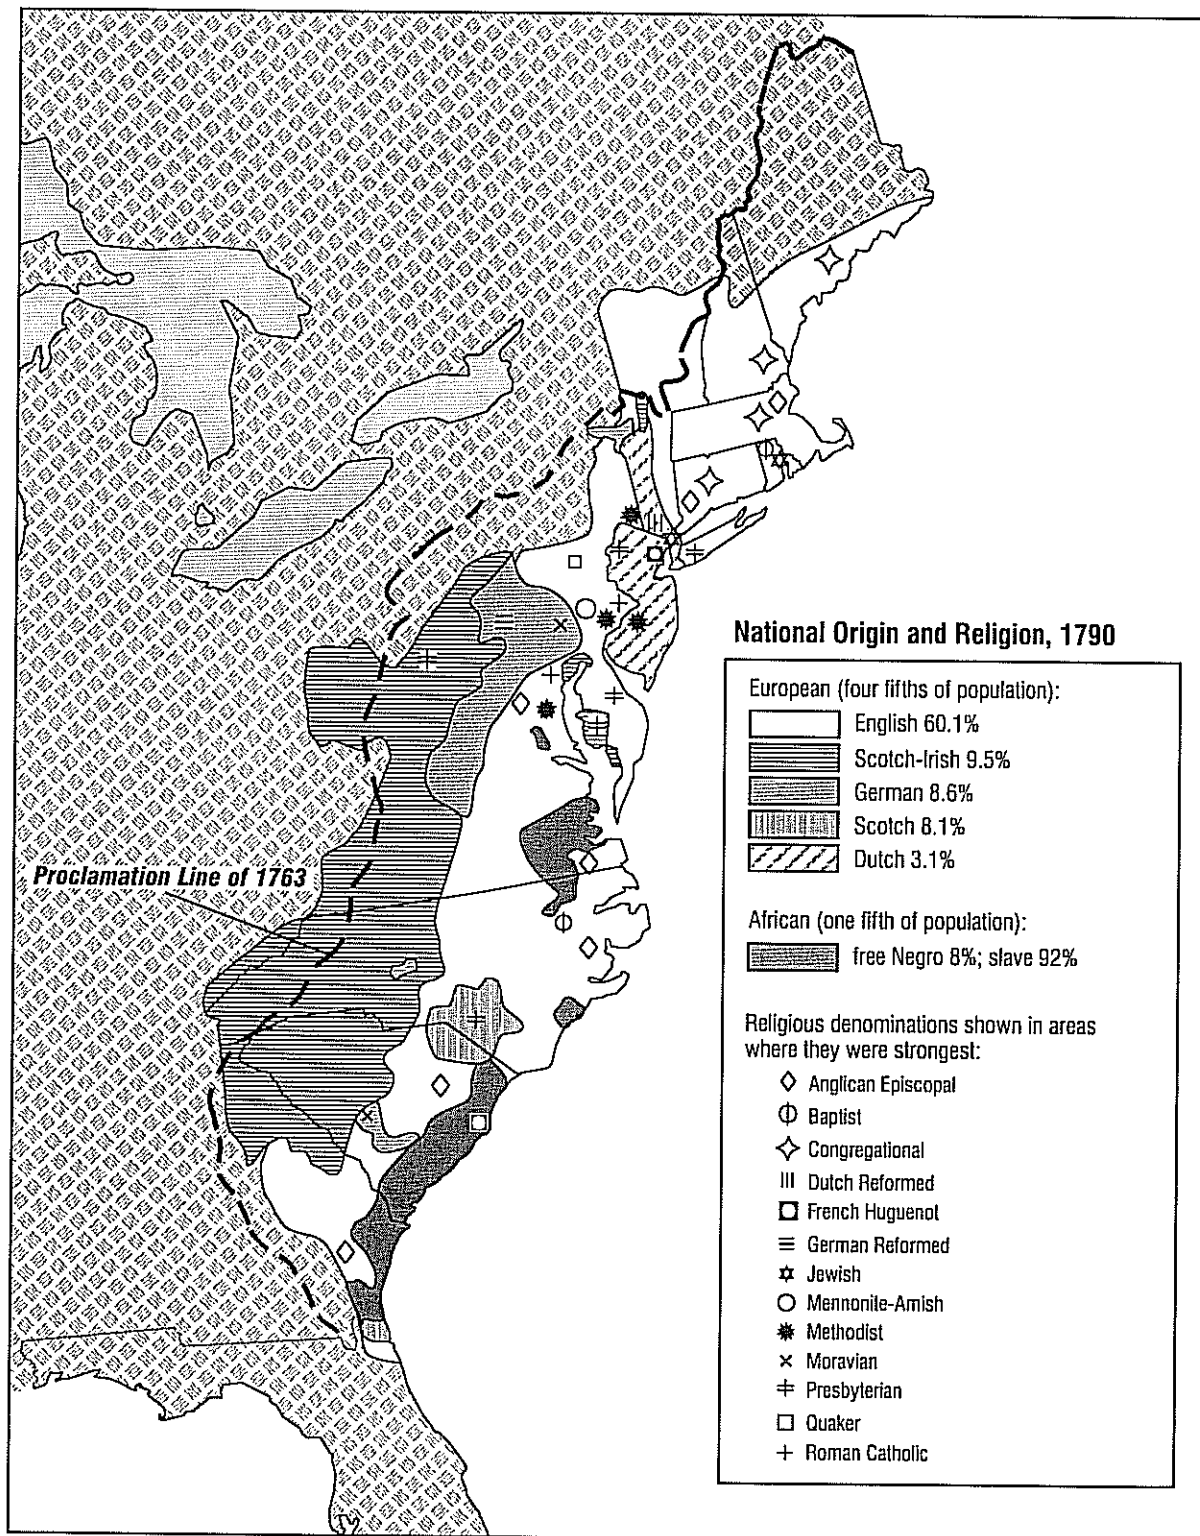 National Origin and Religion, 1790
European (four fifths of population):
English 60.1%
Scotch-Irish 9.5%
German 8.6%
Scotch 8.1%
Dutch 3.1%
Proclamation Line of 1763
African (one fifth of population):
free Negro 8%; slave 92%
Religious denominations shown in areas
where they were strongest:
Anglican Episcopal
Baptist
Congregational
Dutch Reformed
French Huguenot
German Reformed
Jewish
Mennonite-Amish
Methodist
Moravian
Presbyterian
Quaker
Roman Catholic